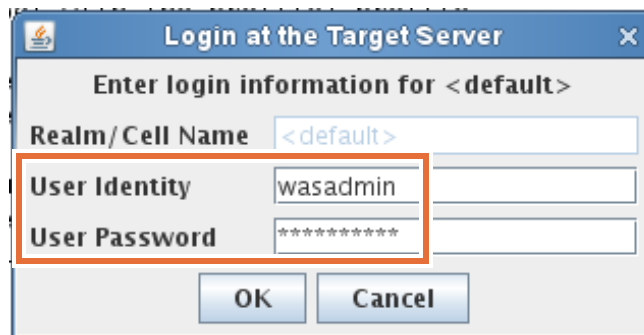 Login at the Target Server
Enter login information for <default>
Realm/Cell Name <default>
User Identity wasadmin
User Password **********
OK Cancel